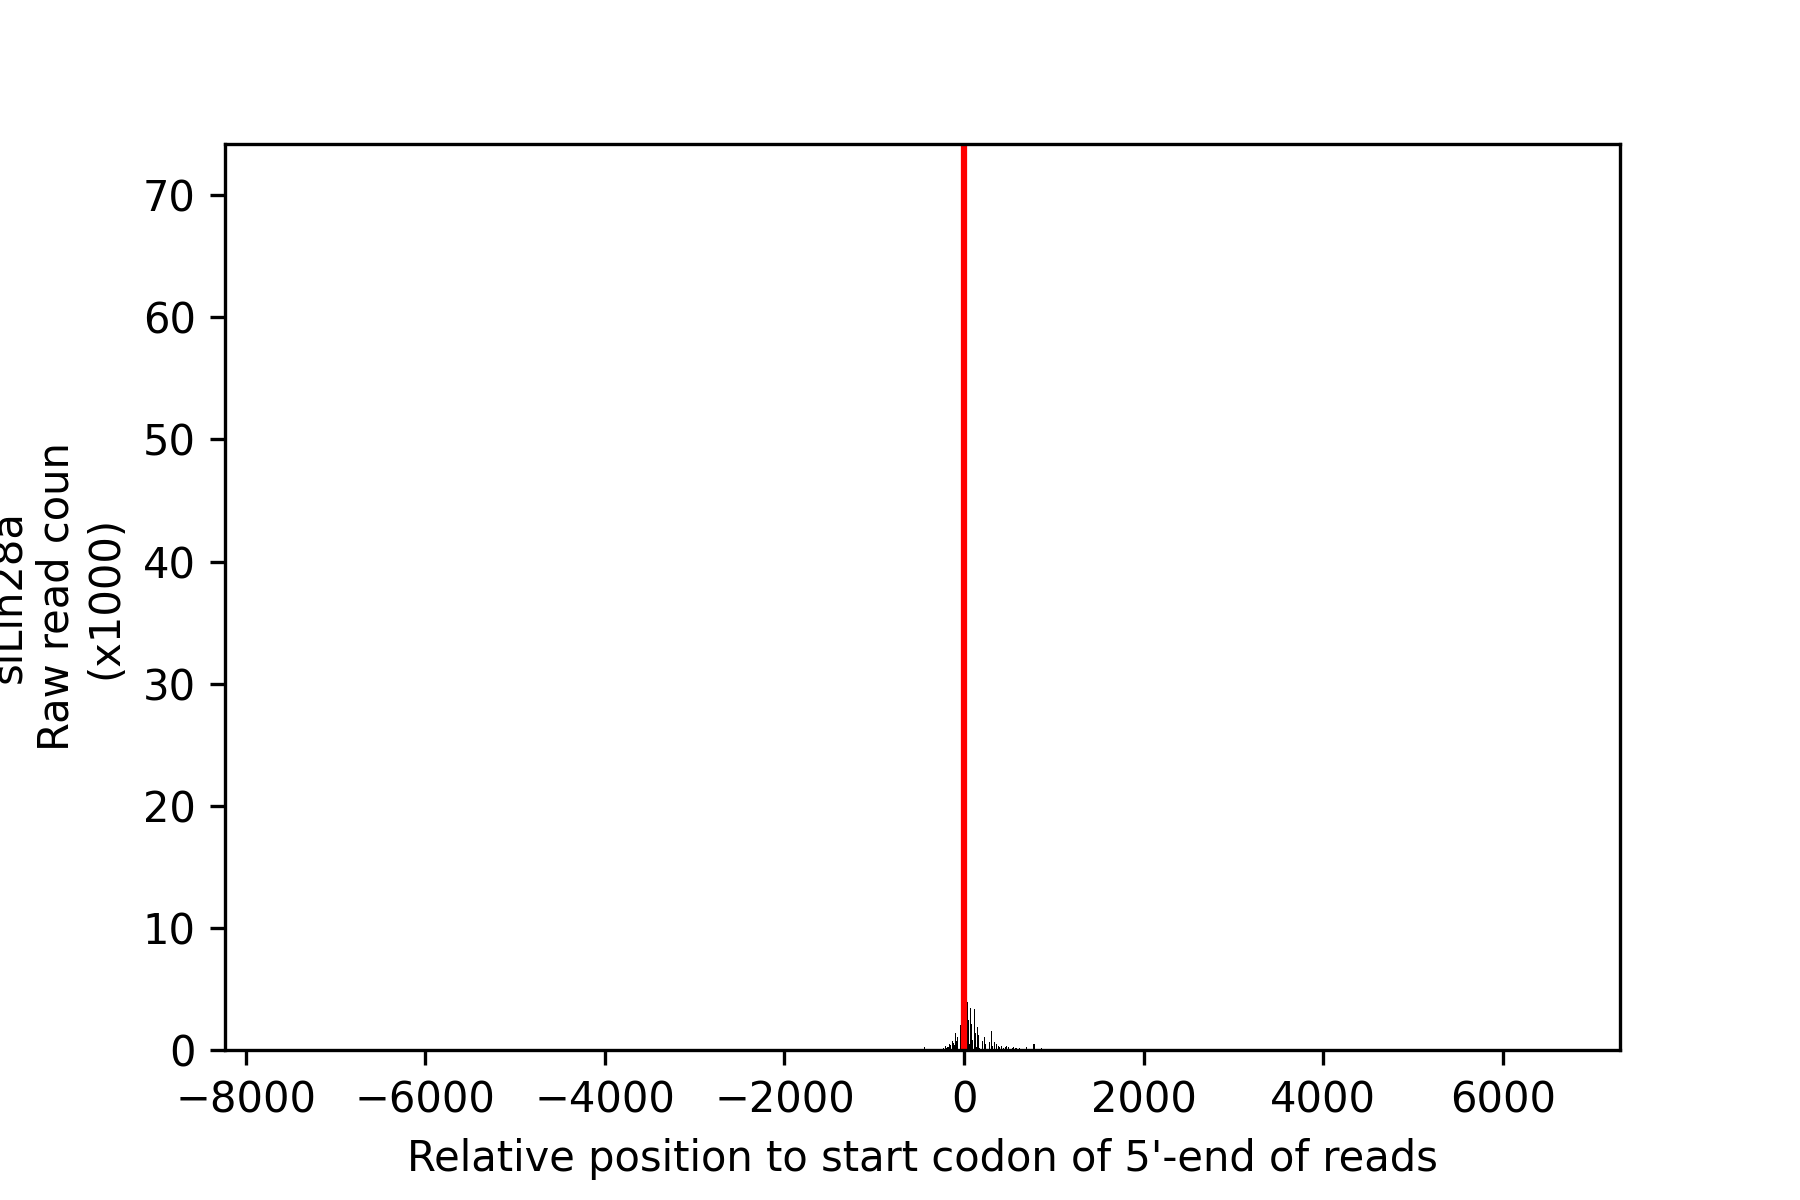 70
60
50
40
30
20
10
0
siLin28a
Raw read coun
(x1000)
−8000 −6000 −4000 −2000 0 2000 4000 6000
Relative position to start codon of 5'-end of reads